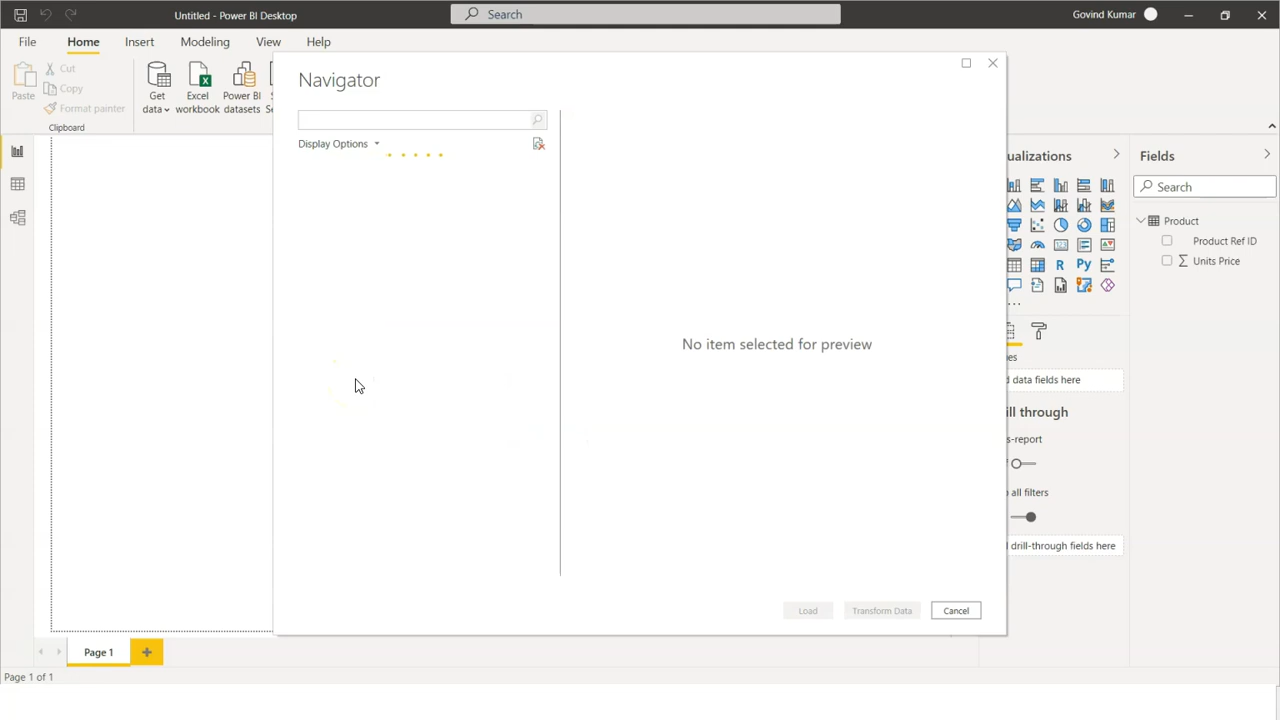 Untitled - Power BI Desktop
Search
Govind Kumar
File
Home
Insert
Modeling
View
Help
Paste
Cut
Copy
Format painter
Clipboard
Get
data
Excel
workbook
Power BI
datasets
S
Se
Navigator
Display Options
No item selected for preview
Load
Transform Data
Cancel
ualizations
R
Py
es
d data fields here
ill through
s-report
f
o all filters
l drill-through fields here
Fields
Search
Product
Product Ref ID
Units Price
Page 1
Page 1 of 1